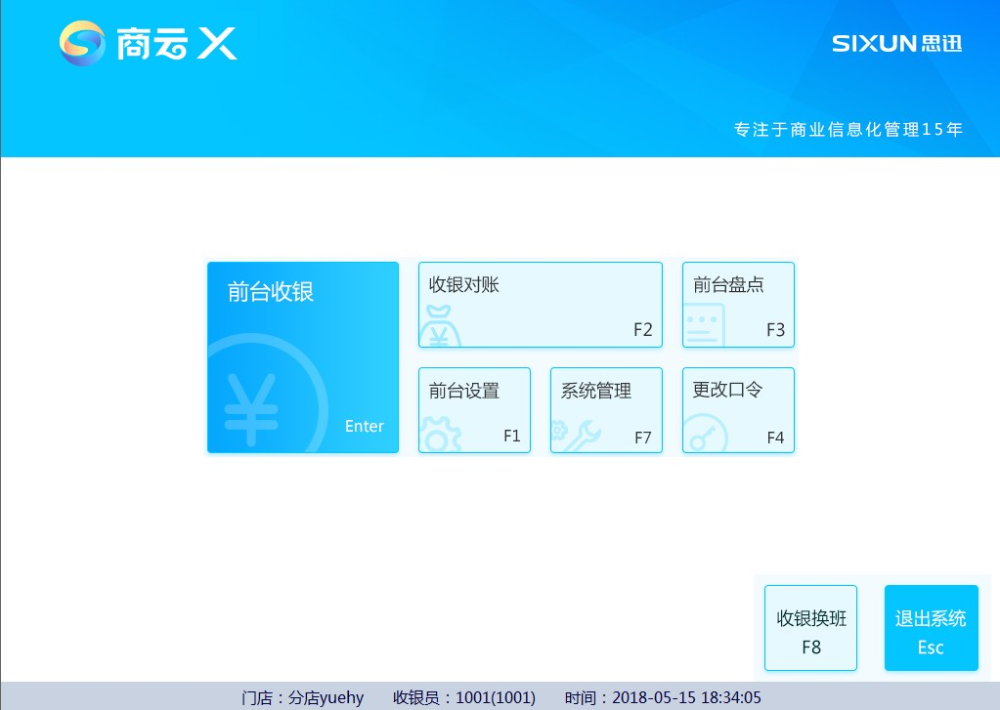 商云X
SIXUN思迅
专注于商业信息化管理15年
前台收银
Enter
收银对账
F2
前台盘点
F3
前台设置
F1
系统管理
F7
更改口令
F4
收银换班
F8
退出系统
Esc
门店：分店yuehy 收银员：1001(1001) 时间：2018-05-15 18:34:05